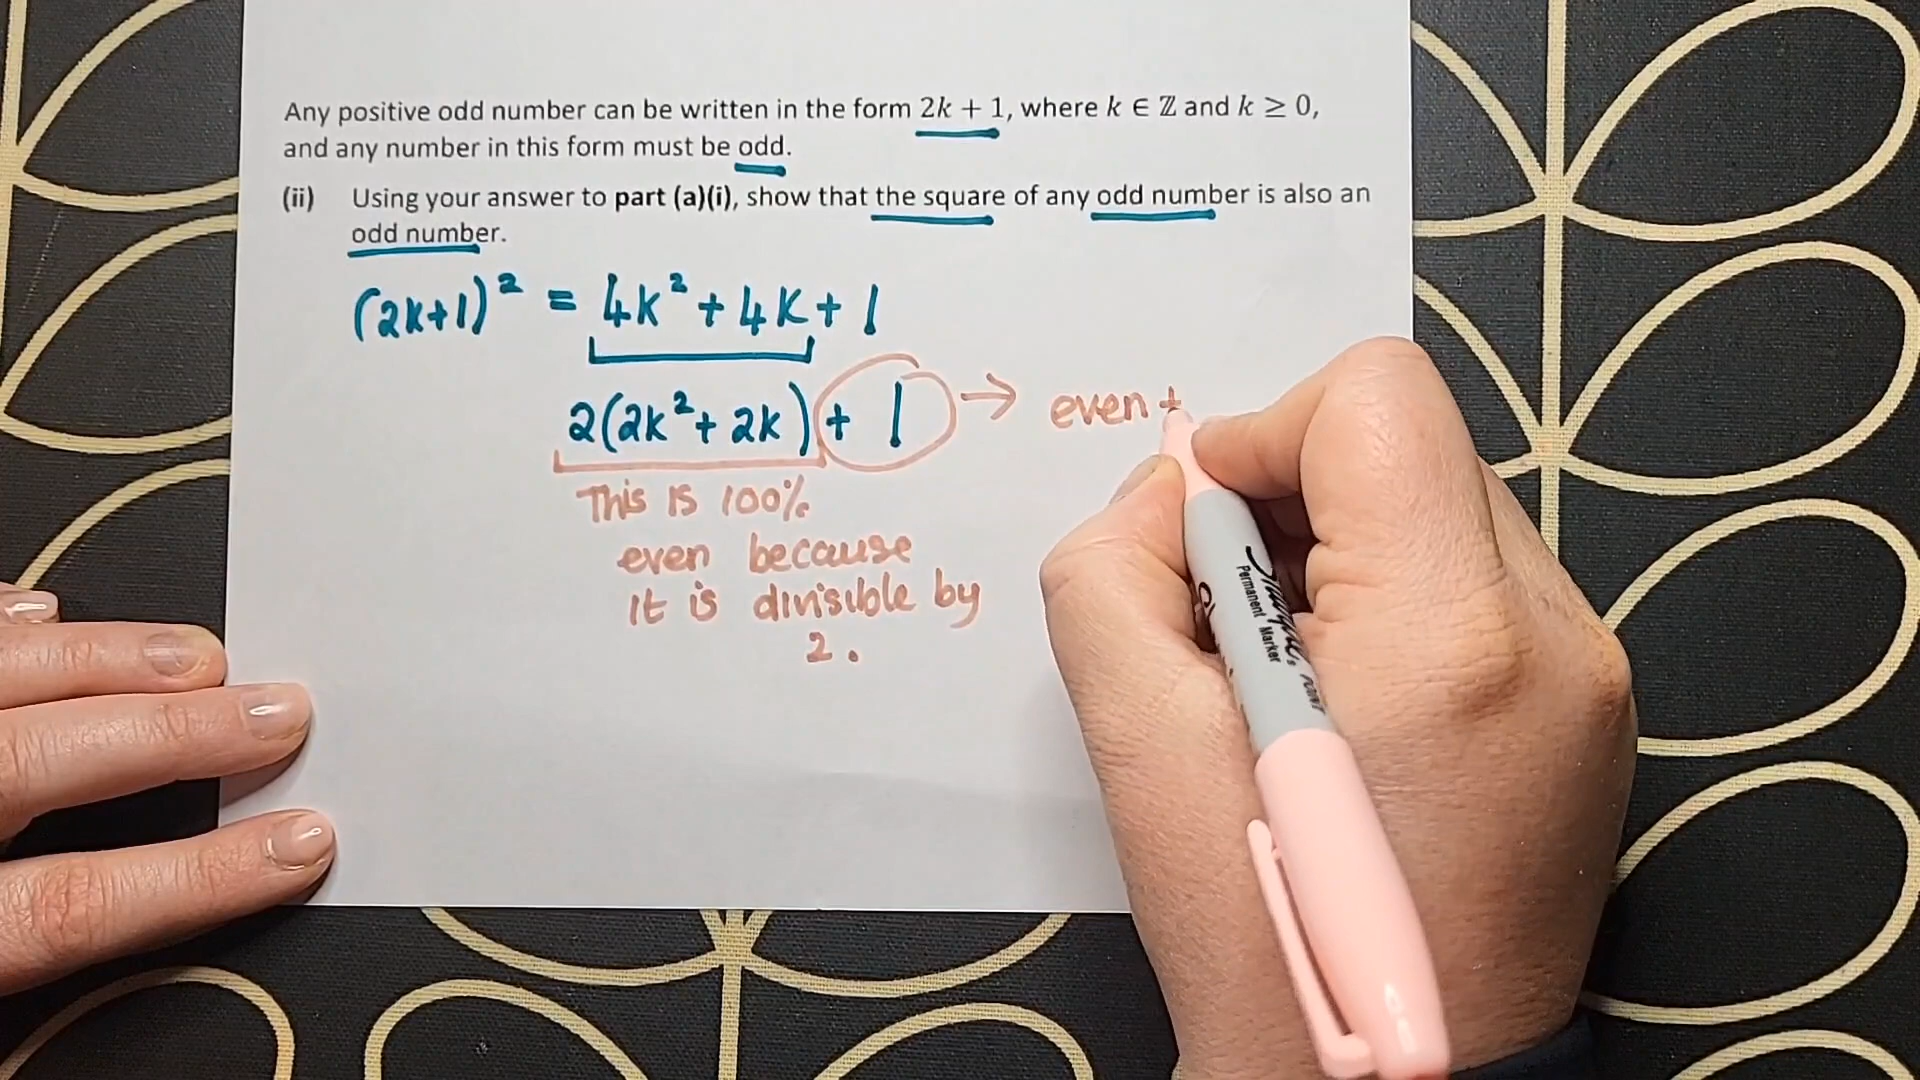 Any positive odd number can be written in the form 2k + 1, where k ∈ ℤ and k ≥ 0,
and any number in this form must be odd.
(ii) Using your answer to part (a)(i), show that the square of any odd number is also an
odd number.
(2k+1)² = 4k² + 4k + 1
2(2k² + 2k) + 1 → even +
This is 100%
even because
it is divisible by
2.
Sharpie
Permanent Marker